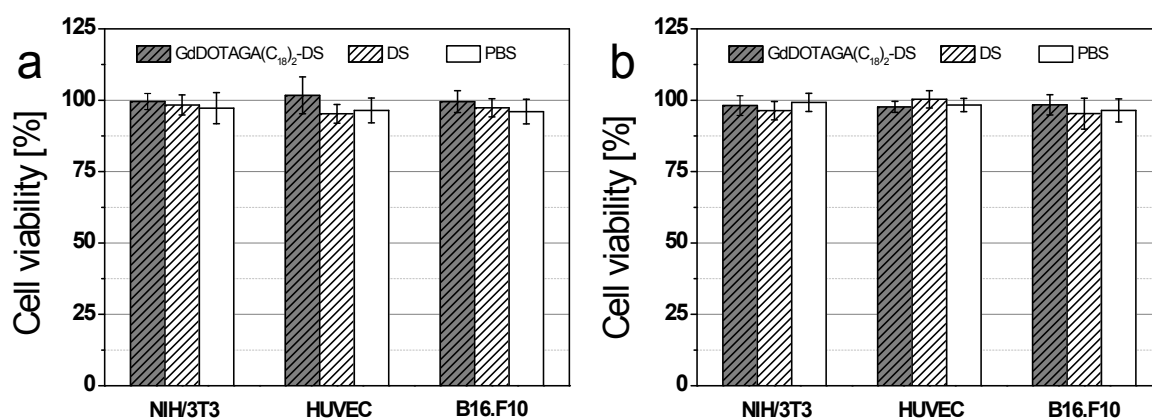 a
GdDOTAGA(C₁₈)₂-DS DS PBS
Cell viability [%]
125
100
75
50
25
0
NIH/3T3 HUVEC B16.F10
b
GdDOTAGA(C₁₈)₂-DS DS PBS
Cell viability [%]
125
100
75
50
25
0
NIH/3T3 HUVEC B16.F10